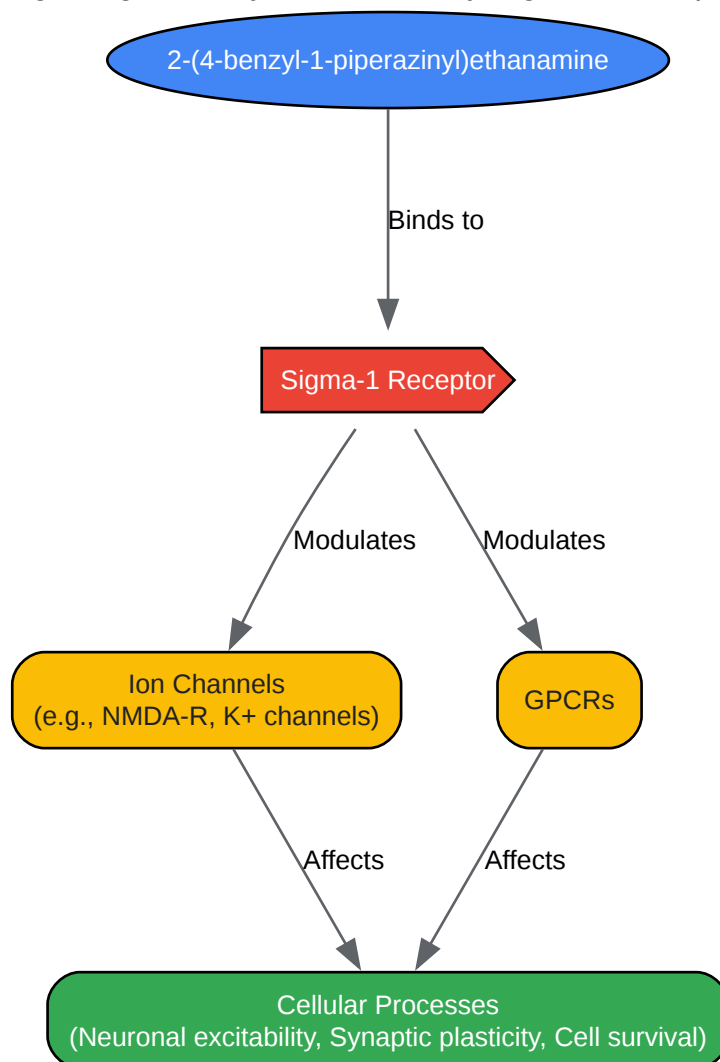 2-(4-benzyl-1-piperazinyl)ethanamine
Binds to
Sigma-1 Receptor
Modulates
Modulates
Ion Channels
(e.g., NMDA-R, K+ channels)
GPCRs
Affects
Affects
Cellular Processes
(Neuronal excitability, Synaptic plasticity, Cell survival)